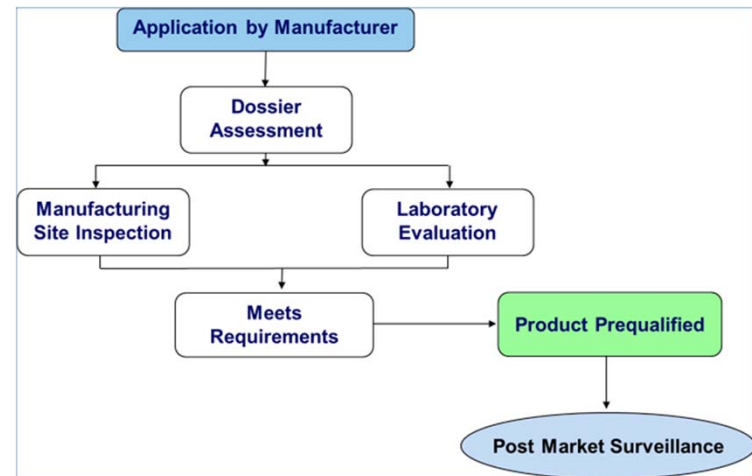 Application by Manufacturer
Dossier
Assessment
Manufacturing
Site Inspection
Laboratory
Evaluation
Meets
Requirements
Product Prequalified
Post Market Surveillance